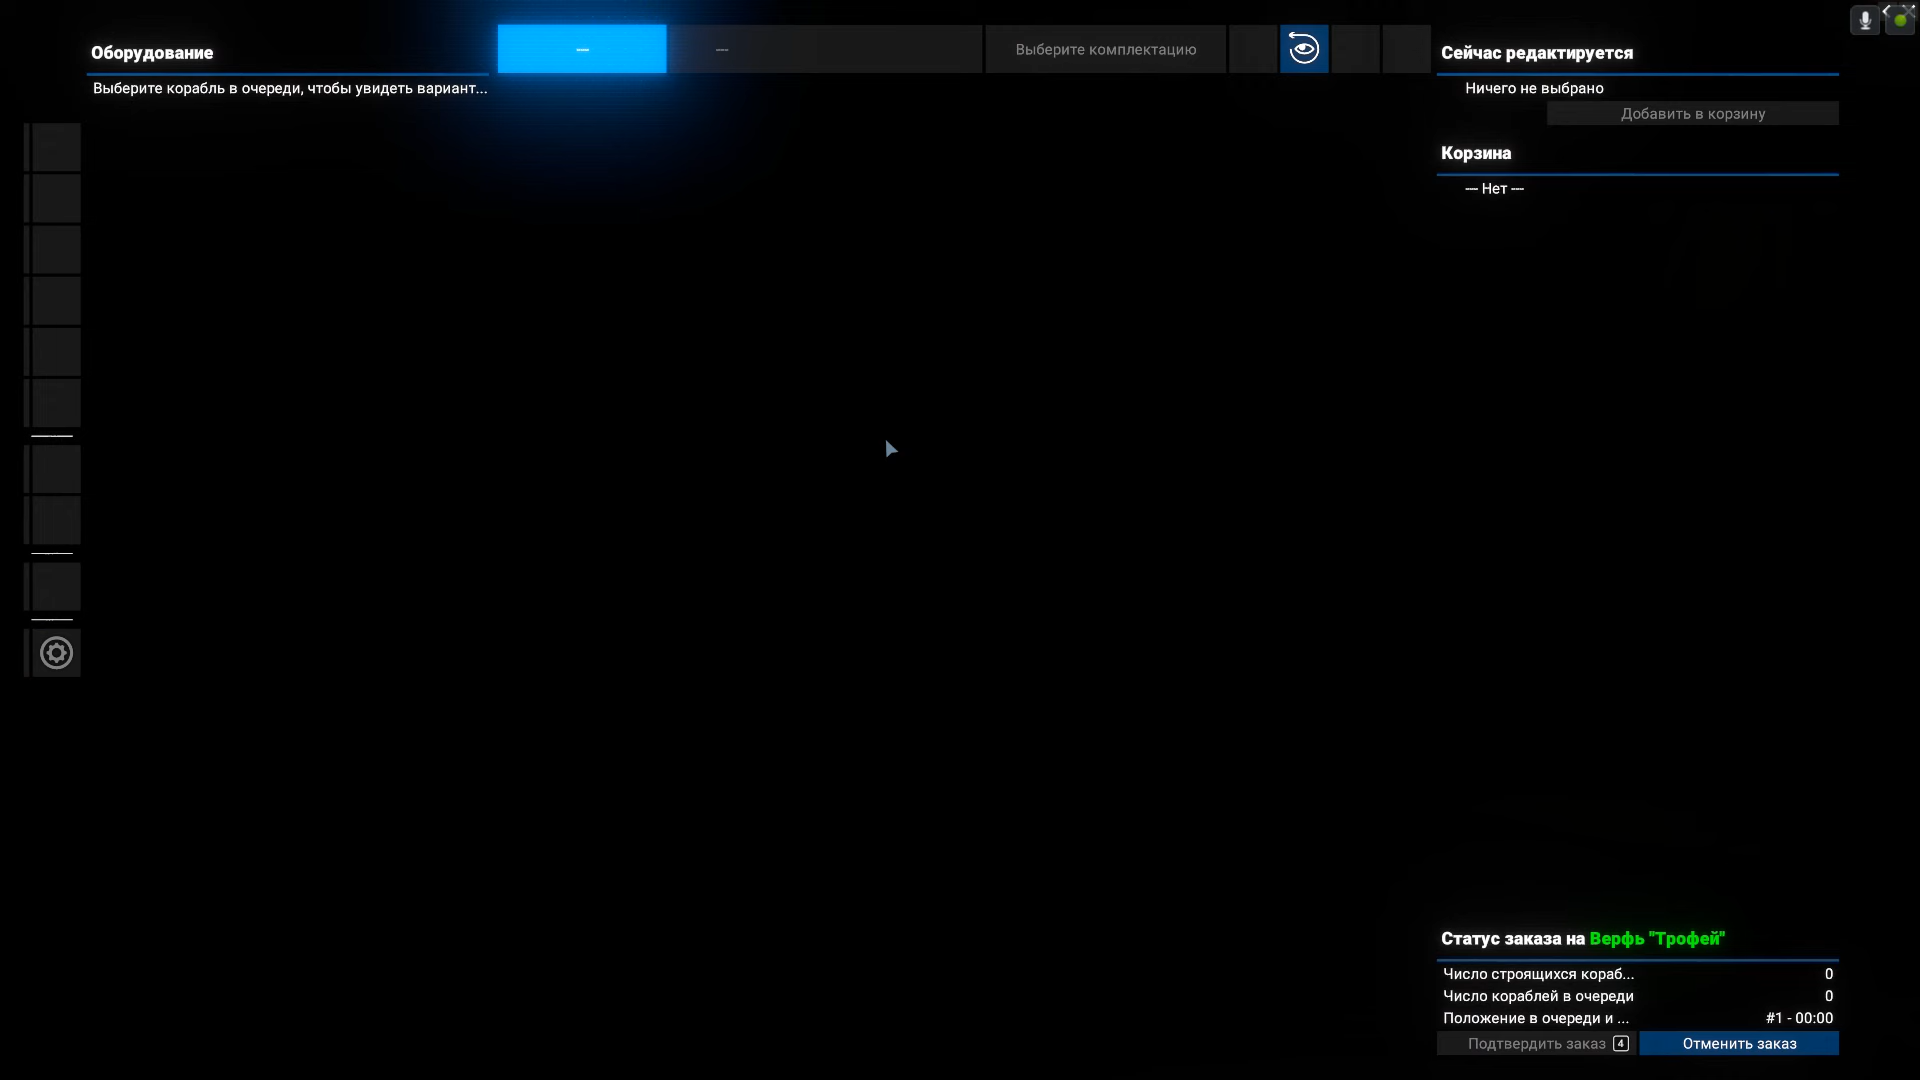 Оборудование
Выберите корабль в очереди, чтобы увидеть вариант...
---
---
Выберите комплектацию
Сейчас редактируется
Ничего не выбрано
Добавить в корзину
Корзина
--- Нет ---
Статус заказа на Верфь "Трофей"
Число строящихся кораб... 0
Число кораблей в очереди 0
Положение в очереди и ... #1 - 00:00
Подтвердить заказ 4
Отменить заказ